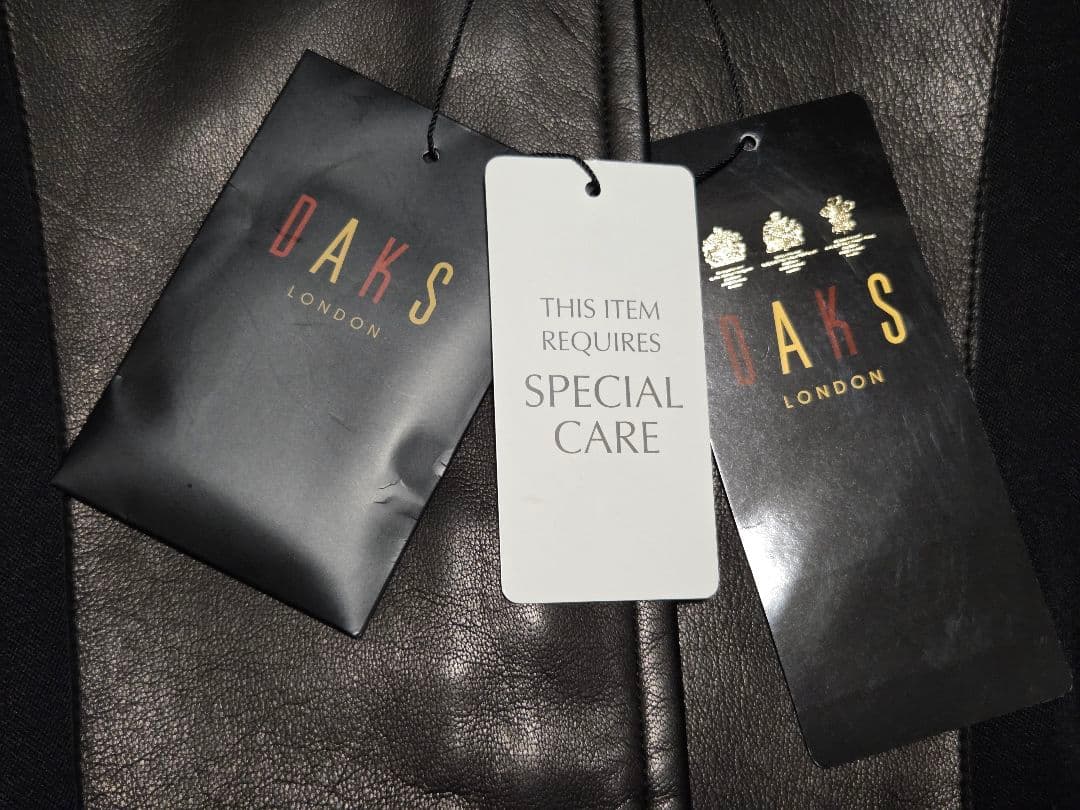 DAKS
LONDON
THIS ITEM
REQUIRES
SPECIAL
CARE
DAKS
LONDON